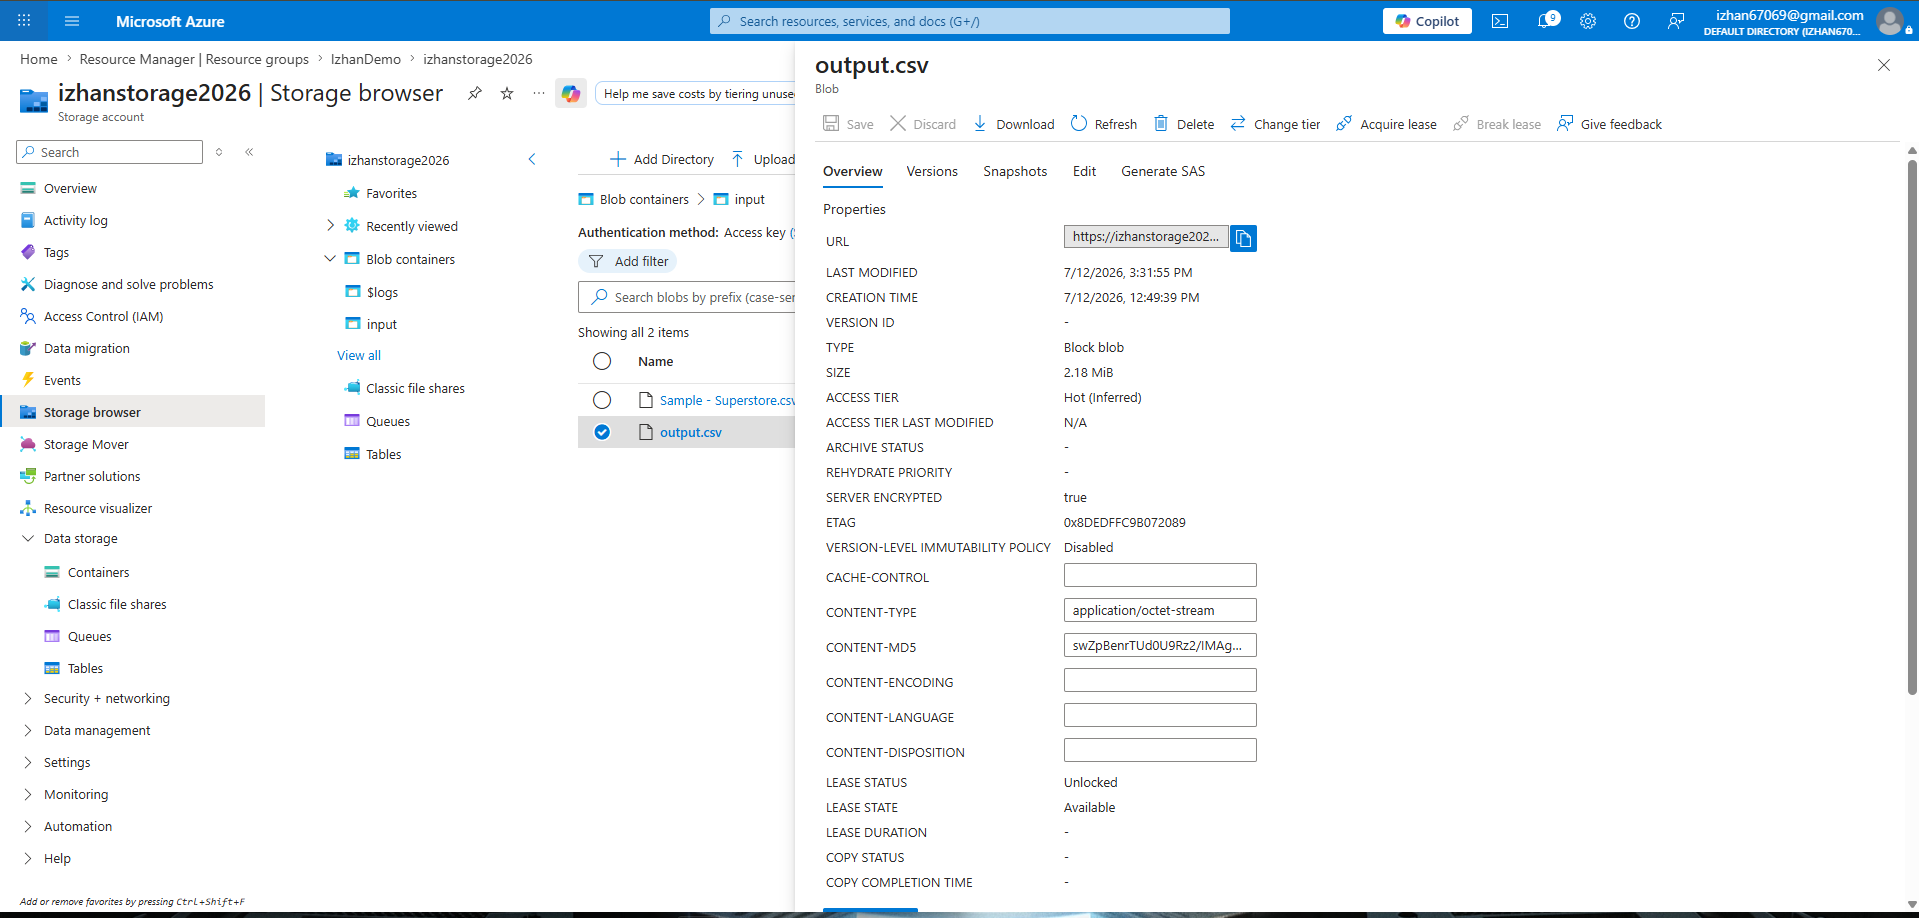 Microsoft Azure
Search resources, services, and docs (G+/)
Copilot
9
izhan67069@gmail.com
DEFAULT DIRECTORY (IZHAN670...
Home > Resource Manager | Resource groups > IzhanDemo > izhanstorage2026
izhanstorage2026 | Storage browser
Storage account
Help me save costs by tiering unuse
Search
Overview
Activity log
Tags
Diagnose and solve problems
Access Control (IAM)
Data migration
Events
Storage browser
Storage Mover
Partner solutions
Resource visualizer
Data storage
Containers
Classic file shares
Queues
Tables
Security + networking
Data management
Settings
Monitoring
Automation
Help
Add or remove favorites by pressing Ctrl+Shift+F
izhanstorage2026
Favorites
Recently viewed
Blob containers
$logs
input
View all
Classic file shares
Queues
Tables
Add Directory
Upload
Blob containers > input
Authentication method: Access key (
Add filter
Search blobs by prefix (case-ser
Showing all 2 items
Name
Sample - Superstore.csv
output.csv
output.csv
Blob
Save
Discard
Download
Refresh
Delete
Change tier
Acquire lease
Break lease
Give feedback
Overview
Versions
Snapshots
Edit
Generate SAS
Properties
URL https://izhanstorage202...
LAST MODIFIED 7/12/2026, 3:31:55 PM
CREATION TIME 7/12/2026, 12:49:39 PM
VERSION ID -
TYPE Block blob
SIZE 2.18 MiB
ACCESS TIER Hot (Inferred)
ACCESS TIER LAST MODIFIED N/A
ARCHIVE STATUS -
REHYDRATE PRIORITY -
SERVER ENCRYPTED true
ETAG 0x8DEDFFC9B072089
VERSION-LEVEL IMMUTABILITY POLICY Disabled
CACHE-CONTROL
CONTENT-TYPE application/octet-stream
CONTENT-MD5 swZpBenrTUd0U9Rz2/IMAg...
CONTENT-ENCODING
CONTENT-LANGUAGE
CONTENT-DISPOSITION
LEASE STATUS Unlocked
LEASE STATE Available
LEASE DURATION -
COPY STATUS -
COPY COMPLETION TIME -